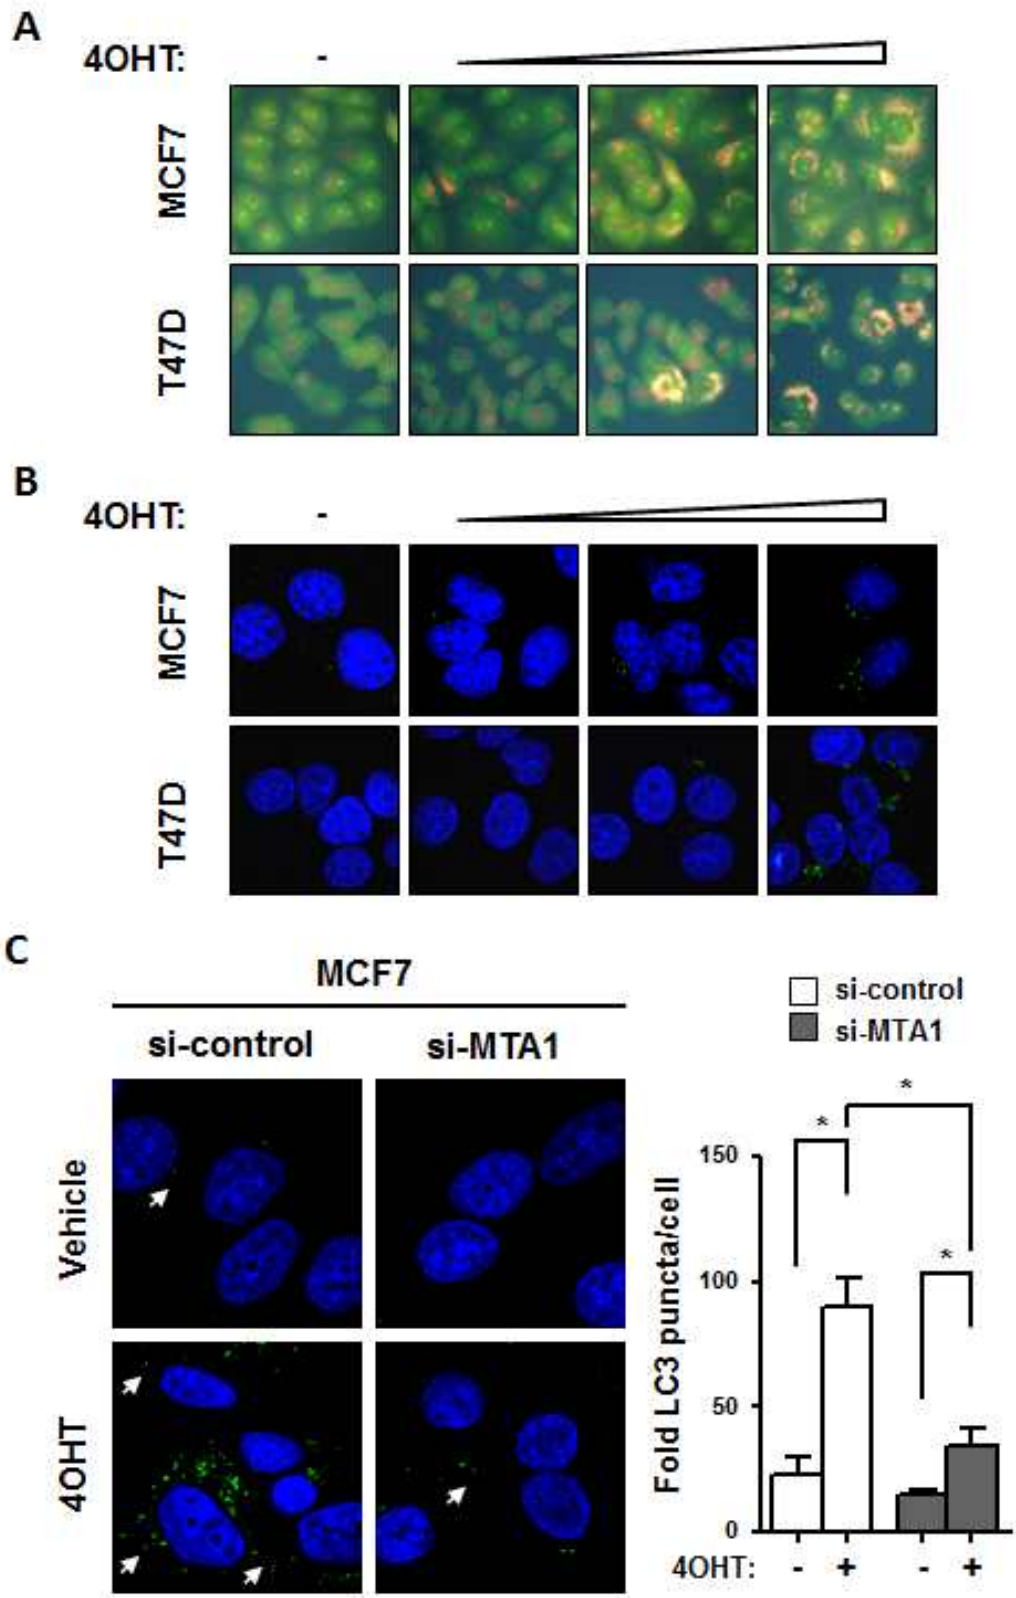 A
4OHT: -
MCF7
T47D
B
4OHT: -
MCF7
T47D
C
MCF7
si-control si-MTA1
Vehicle
4OHT
si-control
si-MTA1
*
*
*
Fold LC3 puncta/cell
150
100
50
0
4OHT: - + - +